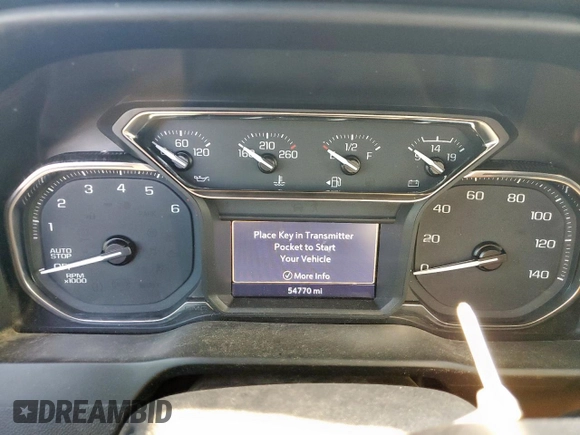 60
120
160
210
260
E
1/2
F
9
14
19
1
2
3
4
5
6
AUTO
STOP
OFF
RPM
x1000
Place Key in Transmitter
Pocket to Start
Your Vehicle
More Info
54770 mi
0
20
40
60
80
100
120
140
DREAMBID